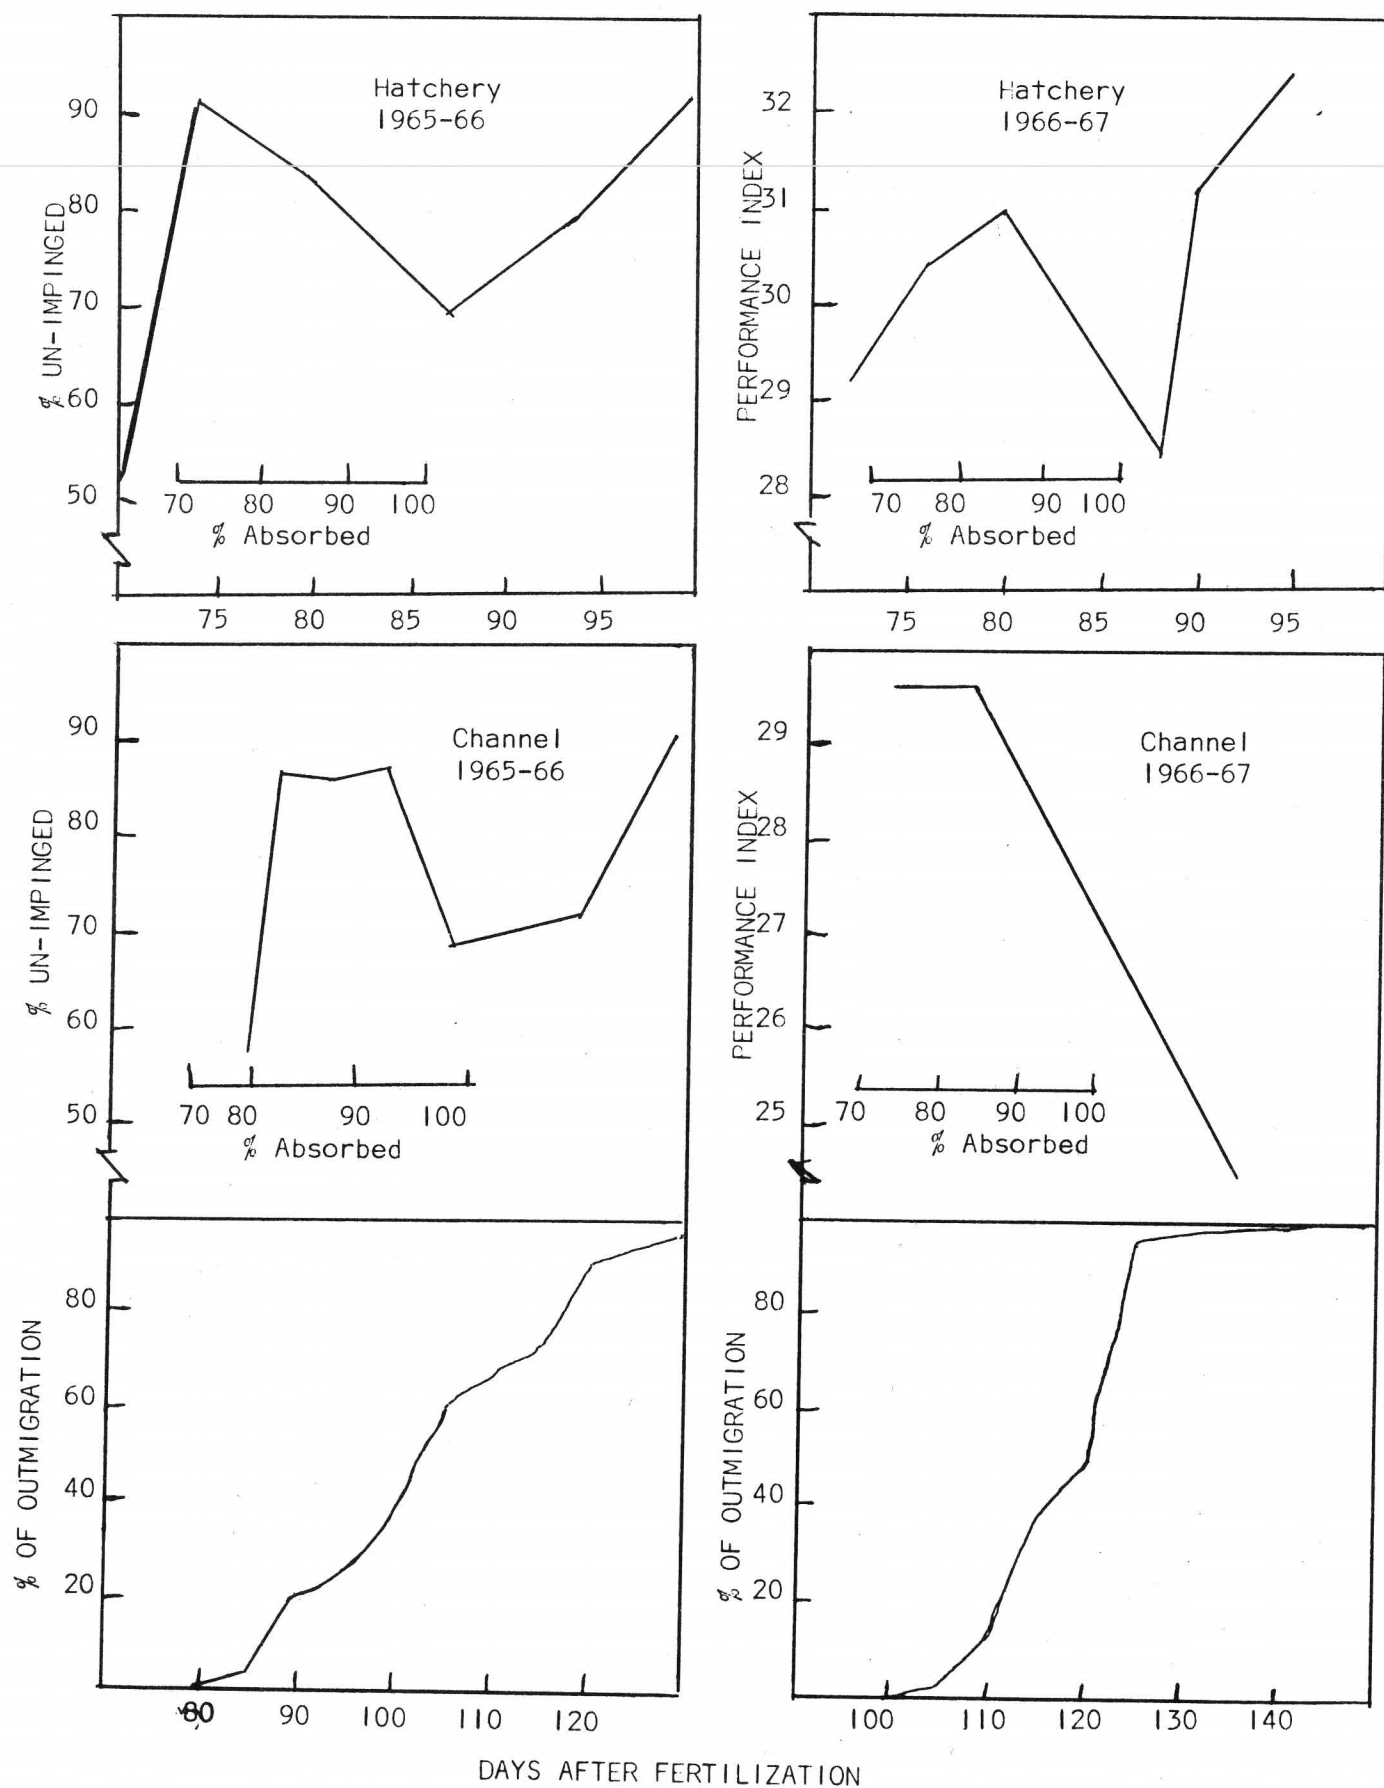 Hatchery
1965-66
% UN-IMPINGED
90
80
70
60
50
70 80 90 100
% Absorbed
75 80 85 90 95
Hatchery
1966-67
PERFORMANCE INDEX
32
31
30
29
28
70 80 90 100
% Absorbed
75 80 85 90 95
Channel
1965-66
% UN-IMPINGED
90
80
70
60
50
70 80 90 100
% Absorbed
Channel
1966-67
PERFORMANCE INDEX
29
28
27
26
25
70 80 90 100
% Absorbed
% OF OUTMIGRATION
80
60
40
20
80 90 100 110 120
% OF OUTMIGRATION
80
60
40
20
100 110 120 130 140
DAYS AFTER FERTILIZATION